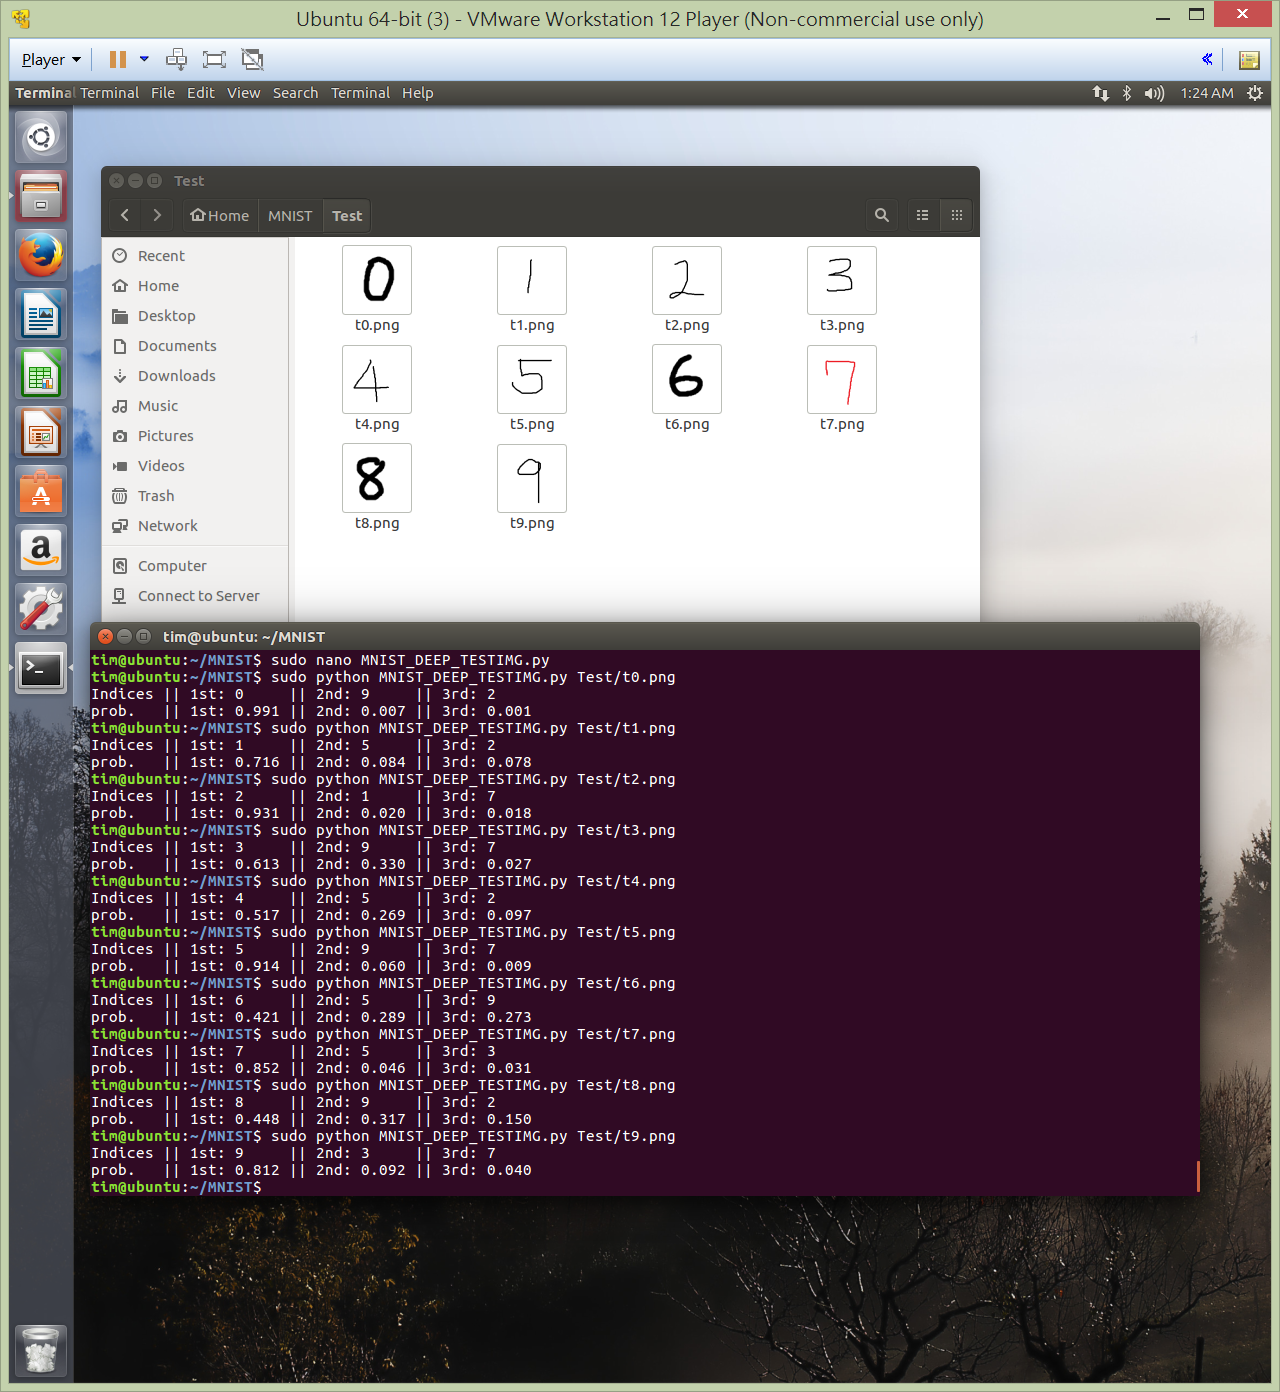 Ubuntu 64-bit (3) - VMware Workstation 12 Player (Non-commercial use only)
Player
Terminal Terminal File Edit View Search Terminal Help 1:24 AM
Test
Home MNIST Test
Recent
Home
Desktop
Documents
Downloads
Music
Pictures
Videos
Trash
Network
Computer
Connect to Server
0 1 2 3
t0.png t1.png t2.png t3.png
4 5 6 7
t4.png t5.png t6.png t7.png
8 9
t8.png t9.png
tim@ubuntu: ~/MNIST
tim@ubuntu:~/MNIST$ sudo nano MNIST_DEEP_TESTIMG.py
tim@ubuntu:~/MNIST$ sudo python MNIST_DEEP_TESTIMG.py Test/t0.png
Indices || 1st: 0     || 2nd: 9     || 3rd: 2
prob.   || 1st: 0.991 || 2nd: 0.007 || 3rd: 0.001
tim@ubuntu:~/MNIST$ sudo python MNIST_DEEP_TESTIMG.py Test/t1.png
Indices || 1st: 1     || 2nd: 5     || 3rd: 2
prob.   || 1st: 0.716 || 2nd: 0.084 || 3rd: 0.078
tim@ubuntu:~/MNIST$ sudo python MNIST_DEEP_TESTIMG.py Test/t2.png
Indices || 1st: 2     || 2nd: 1     || 3rd: 7
prob.   || 1st: 0.931 || 2nd: 0.020 || 3rd: 0.018
tim@ubuntu:~/MNIST$ sudo python MNIST_DEEP_TESTIMG.py Test/t3.png
Indices || 1st: 3     || 2nd: 9     || 3rd: 7
prob.   || 1st: 0.613 || 2nd: 0.330 || 3rd: 0.027
tim@ubuntu:~/MNIST$ sudo python MNIST_DEEP_TESTIMG.py Test/t4.png
Indices || 1st: 4     || 2nd: 5     || 3rd: 2
prob.   || 1st: 0.517 || 2nd: 0.269 || 3rd: 0.097
tim@ubuntu:~/MNIST$ sudo python MNIST_DEEP_TESTIMG.py Test/t5.png
Indices || 1st: 5     || 2nd: 9     || 3rd: 7
prob.   || 1st: 0.914 || 2nd: 0.060 || 3rd: 0.009
tim@ubuntu:~/MNIST$ sudo python MNIST_DEEP_TESTIMG.py Test/t6.png
Indices || 1st: 6     || 2nd: 5     || 3rd: 9
prob.   || 1st: 0.421 || 2nd: 0.289 || 3rd: 0.273
tim@ubuntu:~/MNIST$ sudo python MNIST_DEEP_TESTIMG.py Test/t7.png
Indices || 1st: 7     || 2nd: 5     || 3rd: 3
prob.   || 1st: 0.852 || 2nd: 0.046 || 3rd: 0.031
tim@ubuntu:~/MNIST$ sudo python MNIST_DEEP_TESTIMG.py Test/t8.png
Indices || 1st: 8     || 2nd: 9     || 3rd: 2
prob.   || 1st: 0.448 || 2nd: 0.317 || 3rd: 0.150
tim@ubuntu:~/MNIST$ sudo python MNIST_DEEP_TESTIMG.py Test/t9.png
Indices || 1st: 9     || 2nd: 3     || 3rd: 7
prob.   || 1st: 0.812 || 2nd: 0.092 || 3rd: 0.040
tim@ubuntu:~/MNIST$